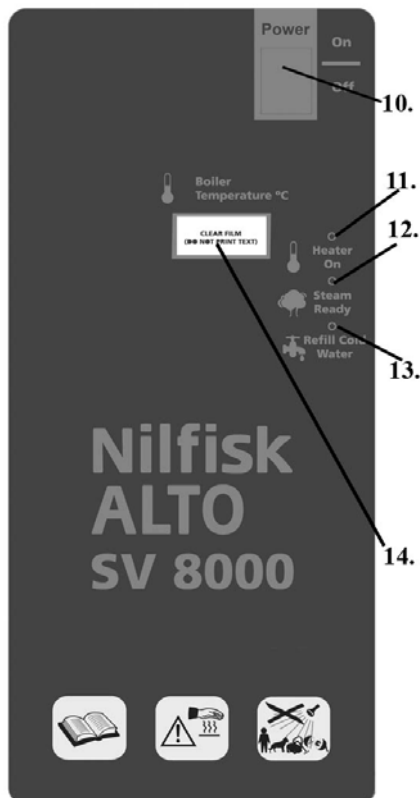 Power
On
Off
10.
11.
Boiler
Temperature ºC
12.
CLEAR FILM
(DO NOT PRINT TEXT)
Heater
On
Steam
Ready
Refill Cold
Water
13.
Nilfisk
ALTO
SV 8000
14.